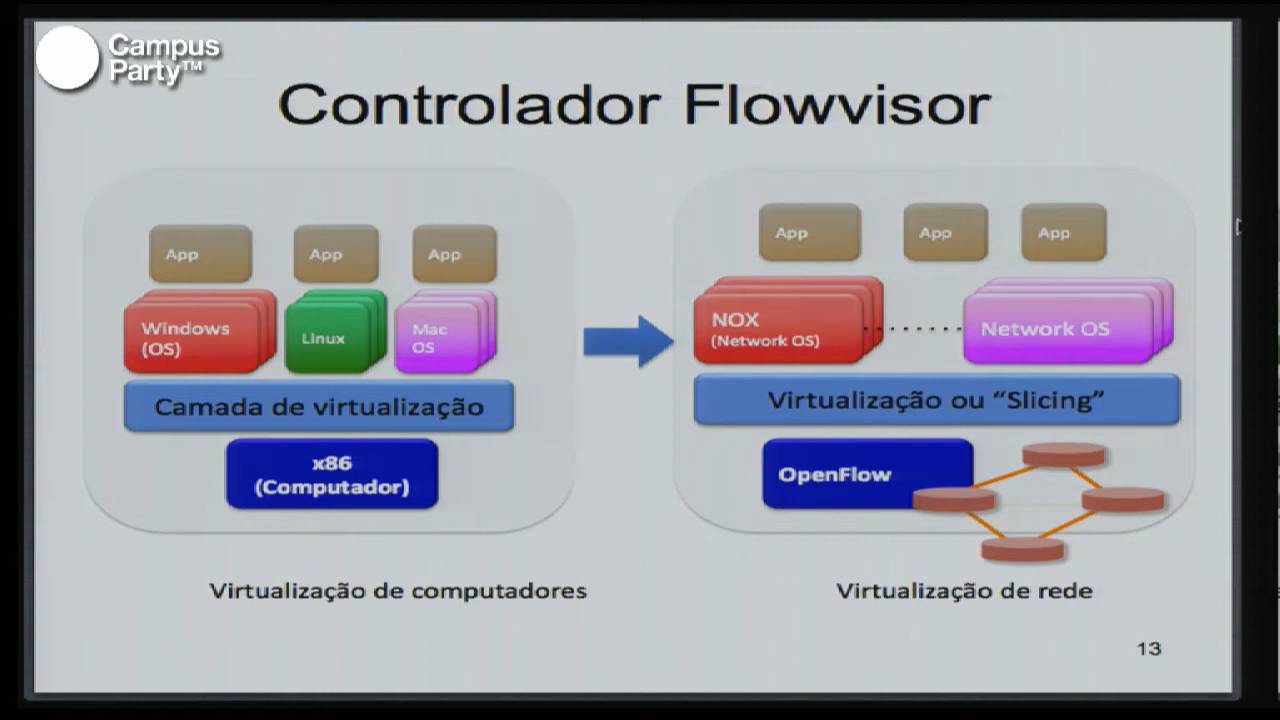 Campus
Party™
Controlador Flowvisor
App
App
App
Windows
(OS)
Linux
Mac
OS
Camada de virtualização
x86
(Computador)
Virtualização de computadores
App
App
App
NOX
(Network OS)
Network OS
Virtualização ou “Slicing”
OpenFlow
Virtualização de rede
13